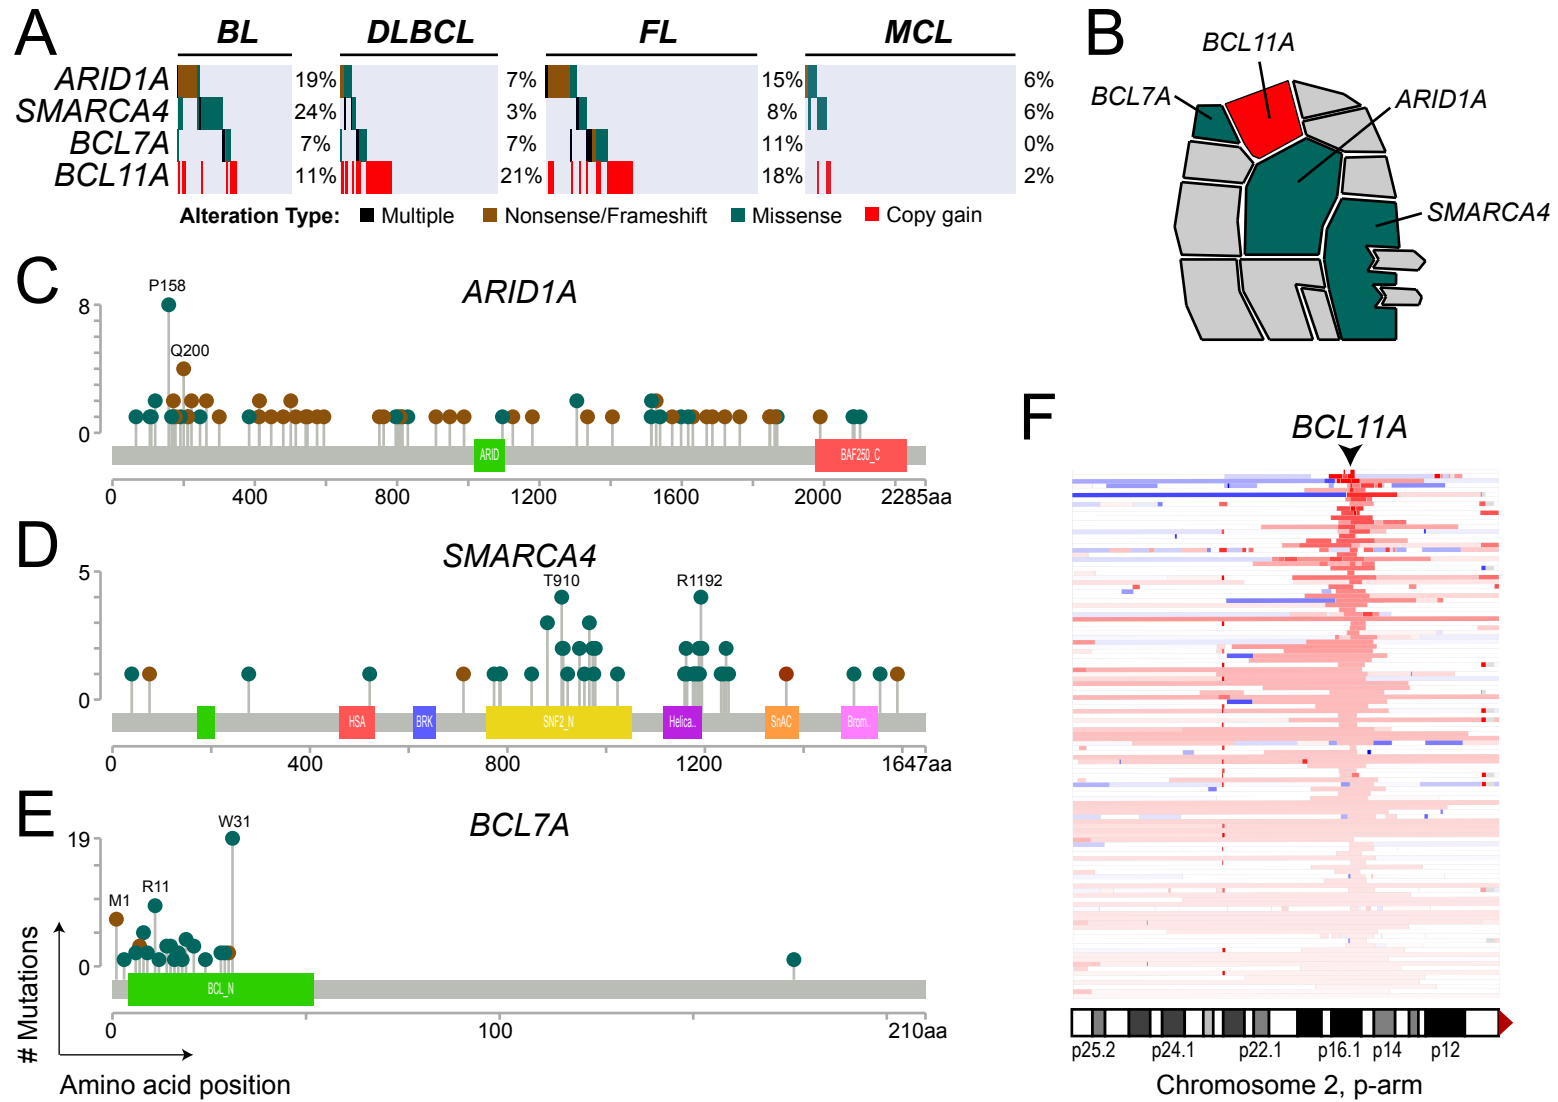 A
BL DLBCL FL MCL
ARID1A 19% 7% 15% 6%
SMARCA4 24% 3% 8% 6%
BCL7A 7% 7% 11% 0%
BCL11A 11% 21% 18% 2%
Alteration Type: Multiple Nonsense/Frameshift Missense Copy gain
B
BCL11A
BCL7A
ARID1A
SMARCA4
C
ARID1A
P158
Q200
8
0
ARID
BAF250_C
0 400 800 1200 1600 2000 2285aa
D
SMARCA4
5
T910
R1192
0
HSA
BRK
SNF2_N
Helica..
SnAC
Brom..
0 400 800 1200 1647aa
E
BCL7A
19
W31
R11
M1
0
BCL_N
0 100 210aa
# Mutations
Amino acid position
F
BCL11A
p25.2 p24.1 p22.1 p16.1 p14 p12
Chromosome 2, p-arm